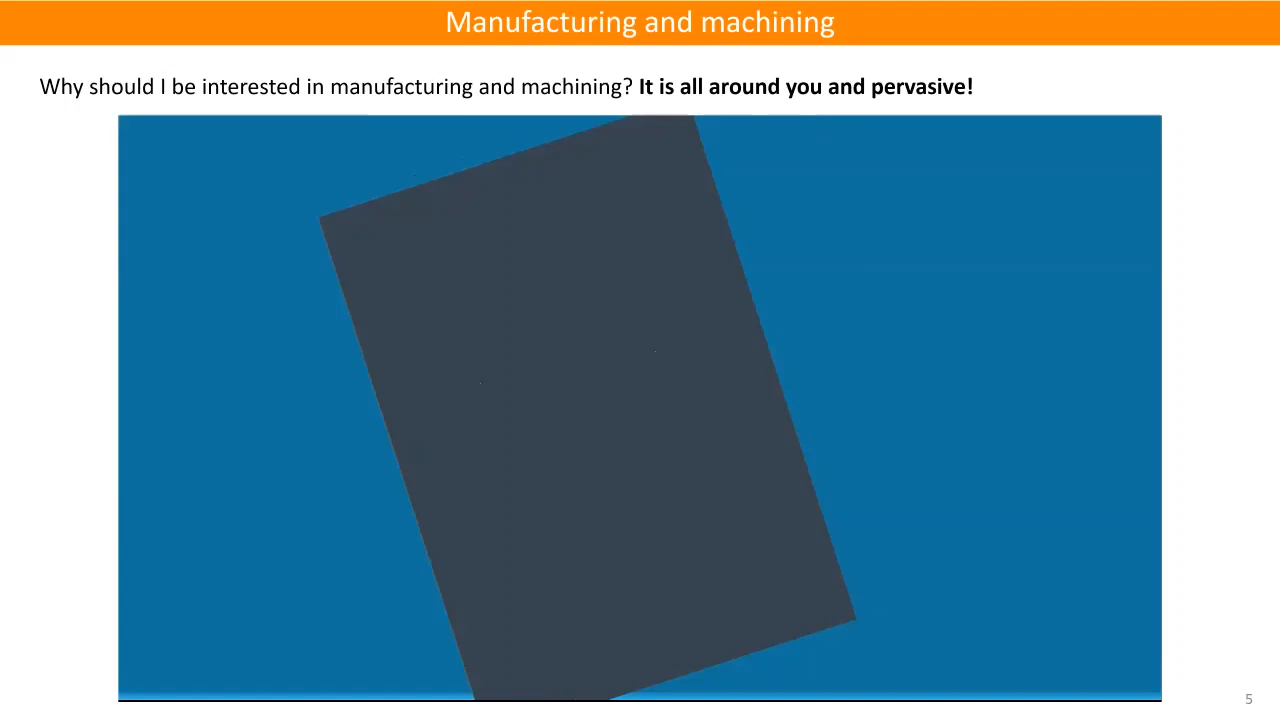 Manufacturing and machining
Why should I be interested in manufacturing and machining? It is all around you and pervasive!
5